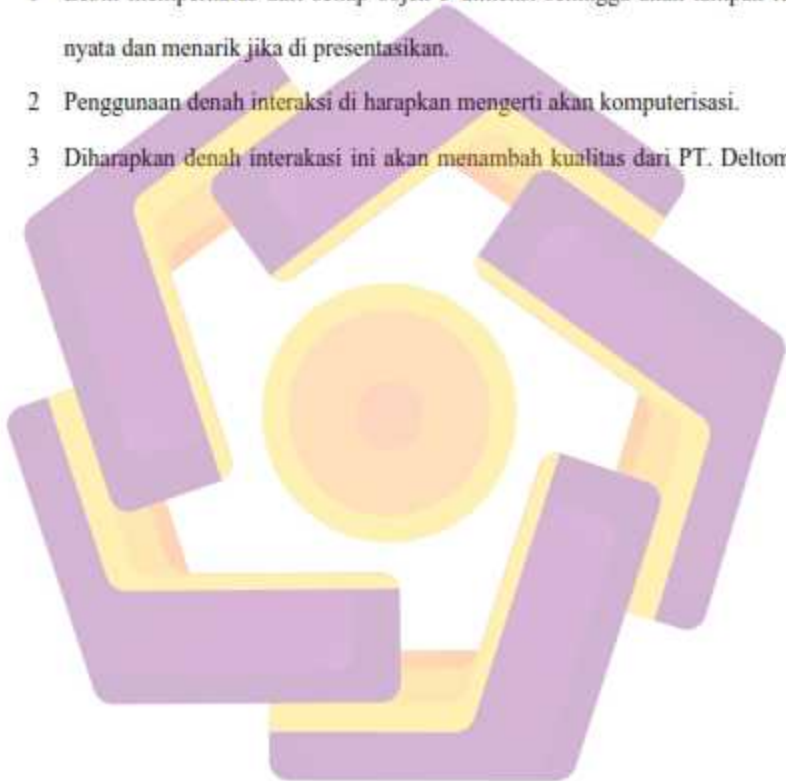 nyata dan menarik jika di presentasikan.
2 Penggunaan denah interaksi di harapkan mengerti akan komputerisasi.
3 Diharapkan denah interakasi ini akan menambah kualitas dari PT. Deltom